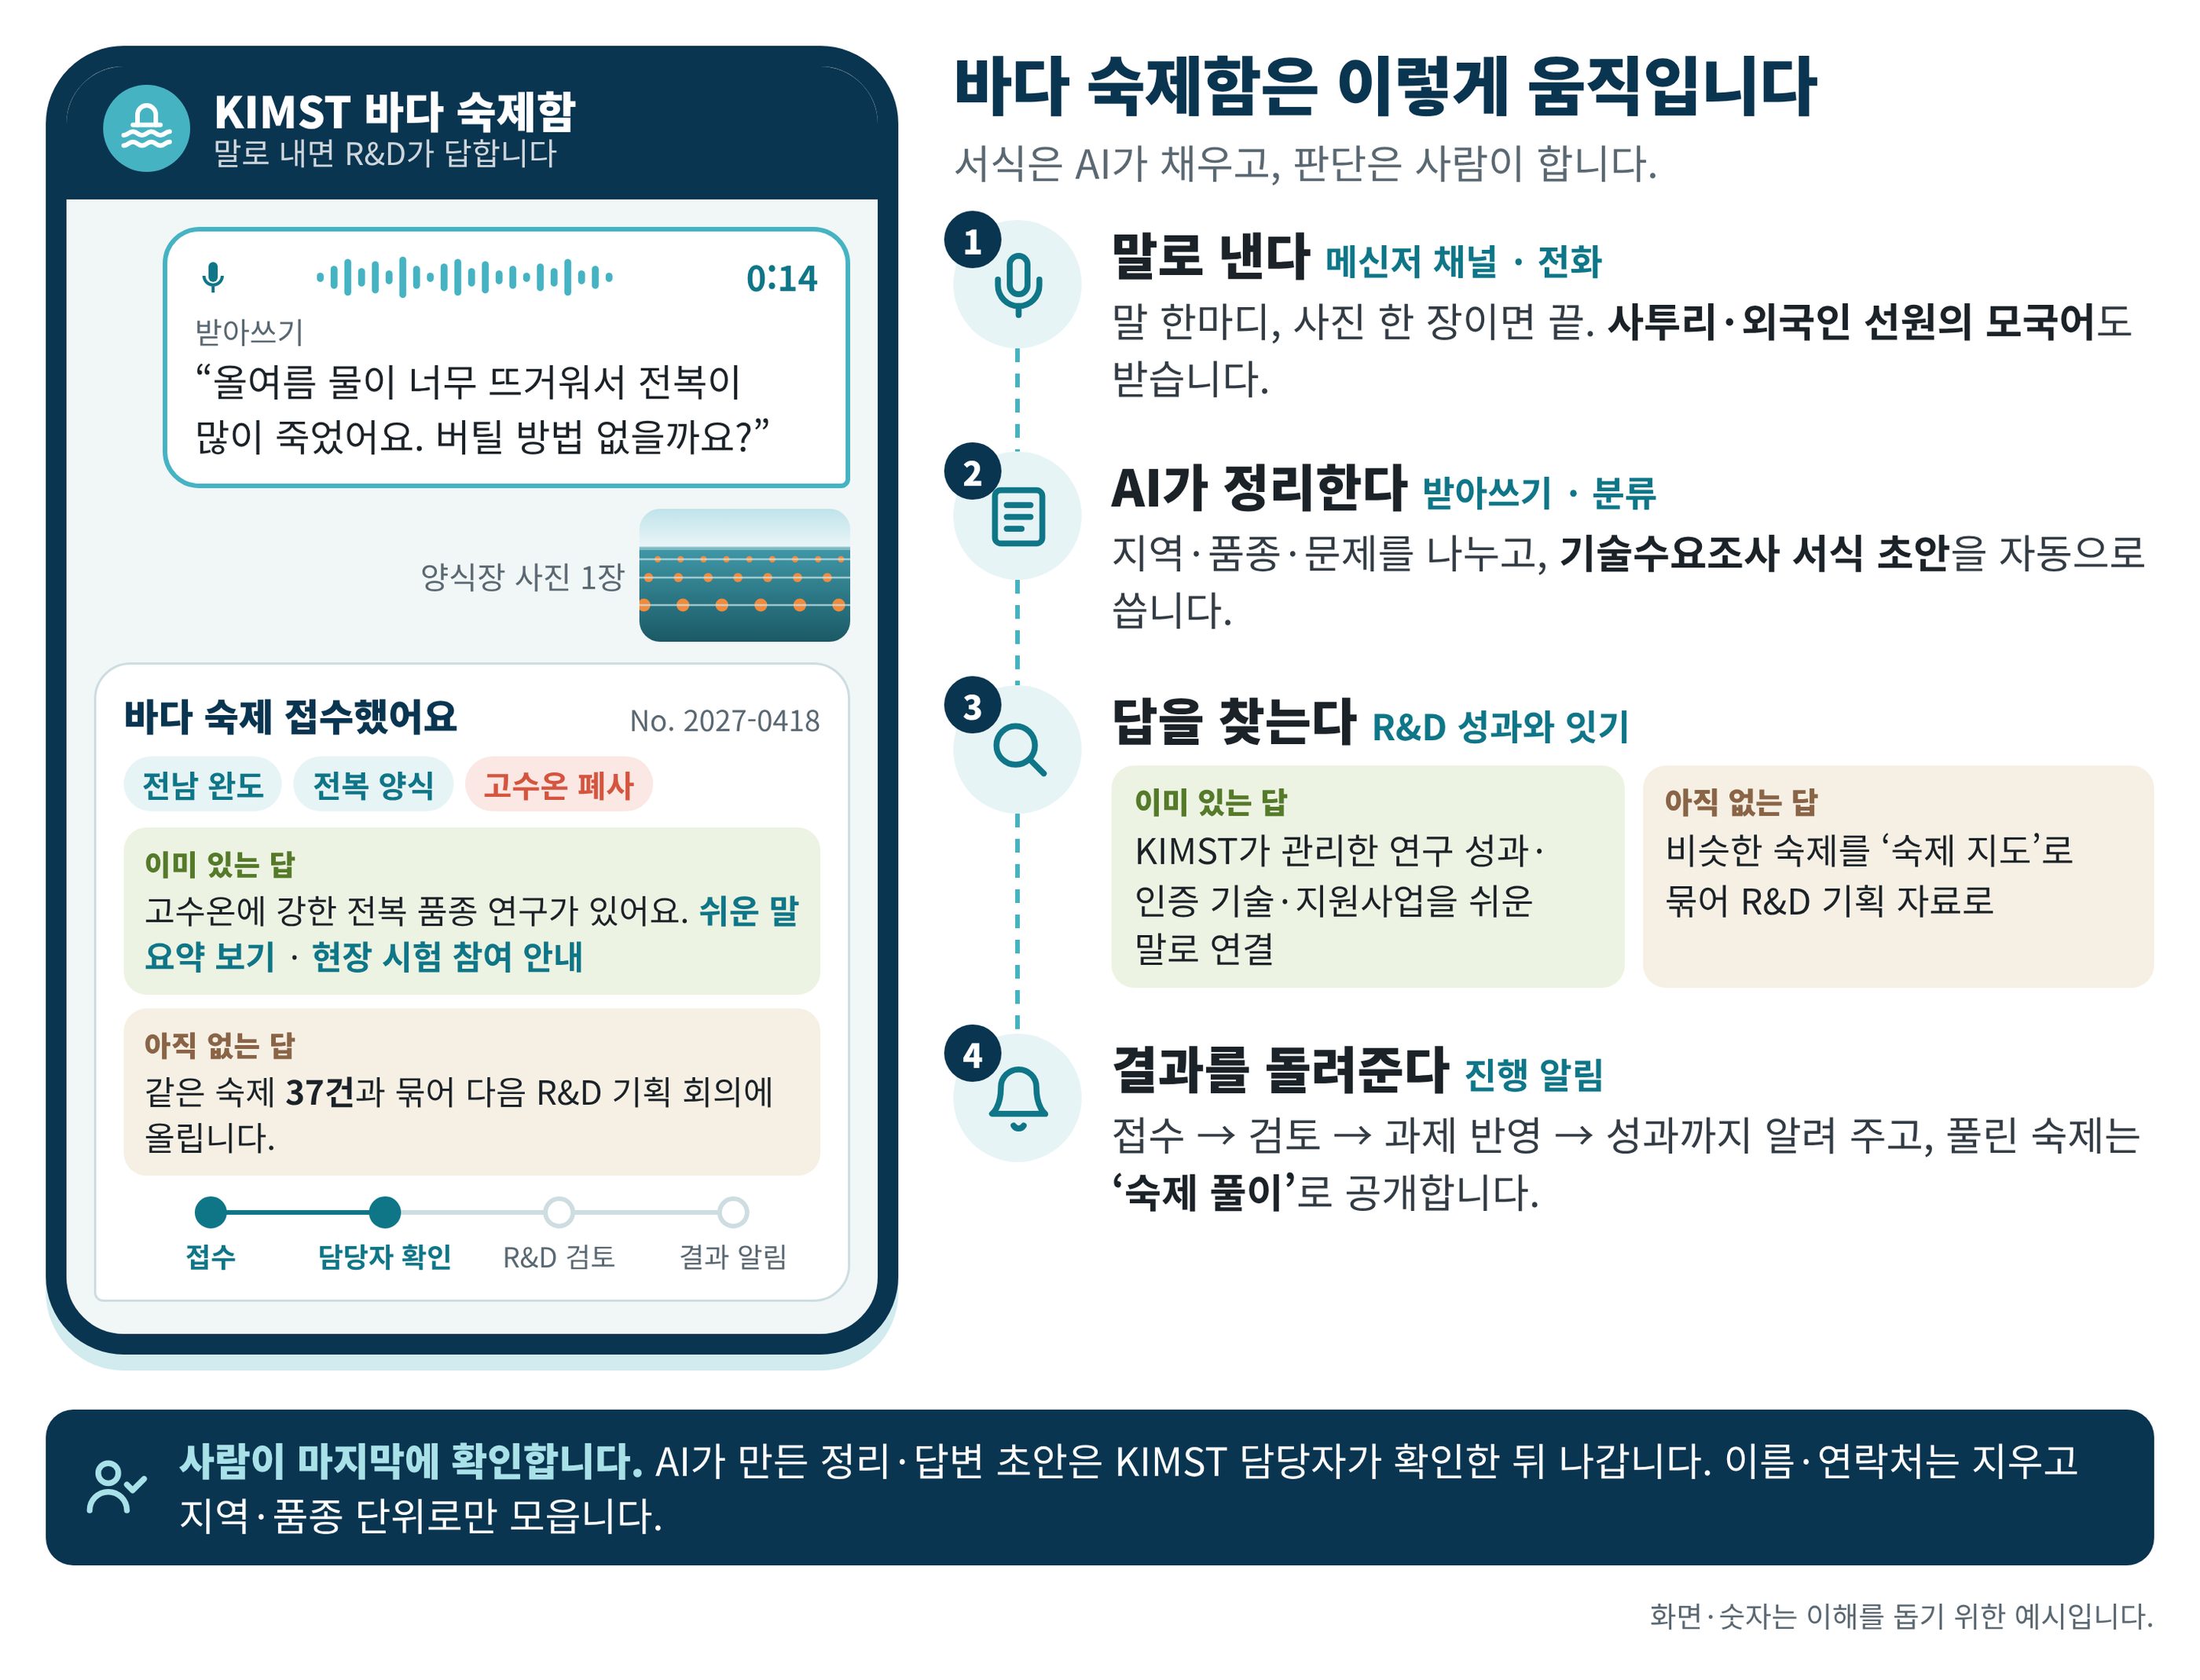 KIMST 바다 숙제함
말로 내면 R&D가 답합니다
0:14
받아쓰기
“올여름 물이 너무 뜨거워서 전복이
많이 죽었어요. 버틸 방법 없을까요?”
양식장 사진 1장
바다 숙제 접수했어요
No. 2027-0418
전남 완도
전복 양식
고수온 폐사
이미 있는 답
고수온에 강한 전복 품종 연구가 있어요. 쉬운 말
요약 보기 · 현장 시험 참여 안내
아직 없는 답
같은 숙제 37건과 묶어 다음 R&D 기획 회의에
올립니다.
접수
담당자 확인
R&D 검토
결과 알림
바다 숙제함은 이렇게 움직입니다
서식은 AI가 채우고, 판단은 사람이 합니다.
1
말로 낸다 메신저 채널 · 전화
말 한마디, 사진 한 장이면 끝. 사투리·외국인 선원의 모국어도
받습니다.
2
AI가 정리한다 받아쓰기 · 분류
지역·품종·문제를 나누고, 기술수요조사 서식 초안을 자동으로
씁니다.
3
답을 찾는다 R&D 성과와 잇기
이미 있는 답
KIMST가 관리한 연구 성과·
인증 기술·지원사업을 쉬운
말로 연결
아직 없는 답
비슷한 숙제를 ‘숙제 지도’로
묶어 R&D 기획 자료로
4
결과를 돌려준다 진행 알림
접수 → 검토 → 과제 반영 → 성과까지 알려 주고, 풀린 숙제는
‘숙제 풀이’로 공개합니다.
사람이 마지막에 확인합니다. AI가 만든 정리·답변 초안은 KIMST 담당자가 확인한 뒤 나갑니다. 이름·연락처는 지우고
지역·품종 단위로만 모읍니다.
화면·숫자는 이해를 돕기 위한 예시입니다.